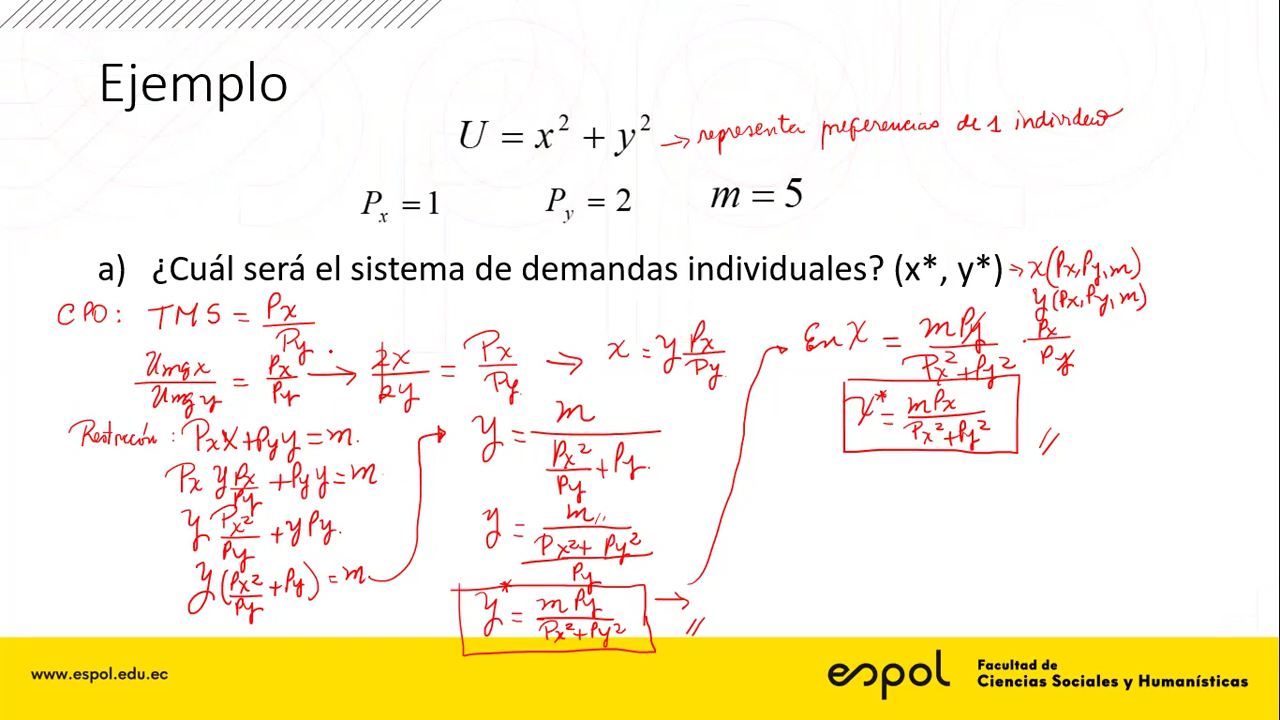 Ejemplo
U = x² + y² → representa preferencias de 1 individuo
Pₓ = 1    P_y = 2    m = 5
a) ¿Cuál será el sistema de demandas individuales? (x*, y*) → x(Px, Py, m)
y(Px, Py, m)
CPO: TMS = Px/Py
Umgx/Umgy = Px/Py → 2x/2y = Px/Py → x = y Px/Py
Restricción: Px X + Py y = m
Px y Px/Py + Py y = m
y Px²/Py + y Py
y (Px²/Py + Py) = m
y = m / (Px²/Py + Py)
y = m / ((Px² + Py²)/Py)
y* = m Py / (Px² + Py²) → //
En X = m Py / (Px² + Py²) · Px/Py
x* = m Px / (Px² + Py²) //
www.espol.edu.ec
espol
Facultad de
Ciencias Sociales y Humanísticas